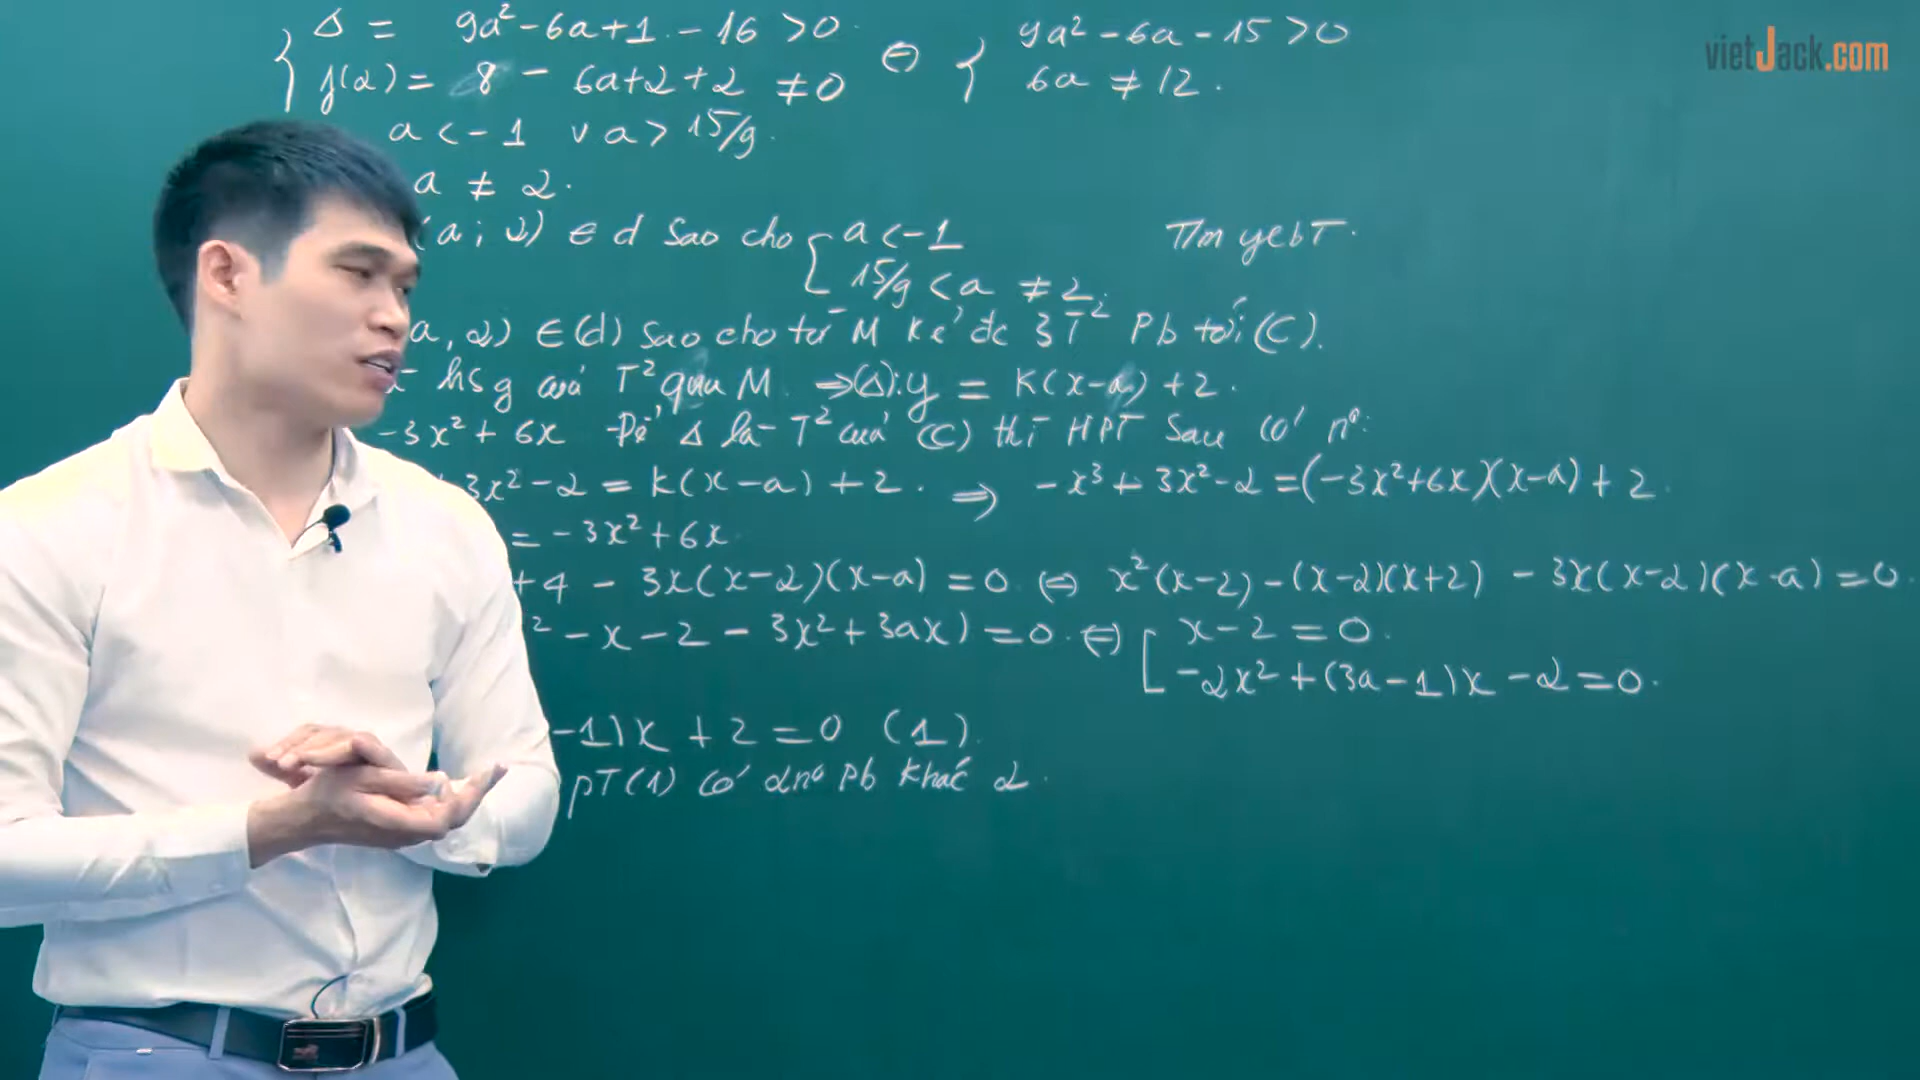 Δ = 9a² - 6a + 1 - 16 > 0 ⇔ { 9a² - 6a - 15 > 0
f(2) = 8 - 6a + 2 + 2 ≠ 0 6a ≠ 12.
vietJack.com
a < -1 ∨ a > 15/9.
a ≠ 2.
(a; 2) ∈ d sao cho [ a < -1 T/m ycbT.
15/9 < a ≠ 2.
a, 2) ∈ (d) sao cho từ M kẻ đc 3 T² Pb tới (C).
hsg của T² qua M ⇒ (Δ): y = k(x-a) + 2.
-3x² + 6x Để Δ là T² của (C) thì HPT sau có n⁰:
3x² - 2 = k(x-a) + 2. ⇒ -x³ + 3x² - 2 = (-3x² + 6x)(x-a) + 2.
= -3x² + 6x
+ 4 - 3x(x-2)(x-a) = 0 ⇔ x²(x-2) - (x-2)(x+2) - 3x(x-2)(x-a) = 0.
² - x - 2 - 3x² + 3ax) = 0. ⇔ [ x - 2 = 0.
-2x² + (3a-1)x - 2 = 0.
-1)x + 2 = 0 (1).
pT(1) có 2n⁰ Pb khác 2.